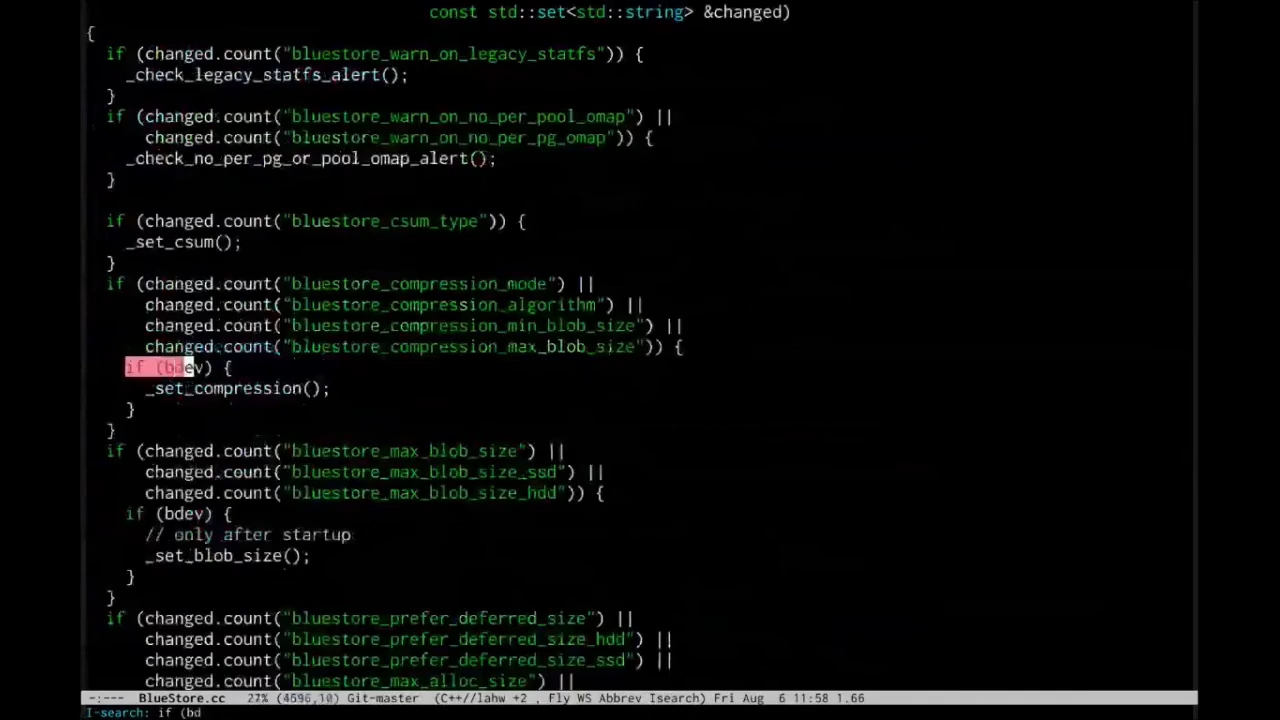 const std::set<std::string> &changed)
{
  if (changed.count("bluestore_warn_on_legacy_statfs")) {
    _check_legacy_statfs_alert();
  }
  if (changed.count("bluestore_warn_on_no_per_pool_omap") ||
      changed.count("bluestore_warn_on_no_per_pg_omap")) {
    _check_no_per_pg_or_pool_omap_alert();
  }

  if (changed.count("bluestore_csum_type")) {
    _set_csum();
  }
  if (changed.count("bluestore_compression_mode") ||
      changed.count("bluestore_compression_algorithm") ||
      changed.count("bluestore_compression_min_blob_size") ||
      changed.count("bluestore_compression_max_blob_size")) {
    if (bdev) {
      _set_compression();
    }
  }
  if (changed.count("bluestore_max_blob_size") ||
      changed.count("bluestore_max_blob_size_ssd") ||
      changed.count("bluestore_max_blob_size_hdd")) {
    if (bdev) {
      // only after startup
      _set_blob_size();
    }
  }
  if (changed.count("bluestore_prefer_deferred_size") ||
      changed.count("bluestore_prefer_deferred_size_hdd") ||
      changed.count("bluestore_prefer_deferred_size_ssd") ||
      changed.count("bluestore_max_alloc_size") ||
-:---  BlueStore.cc   27% (4696,10) Git-master  (C++//lahw +2 , Fly WS Abbrev Isearch) Fri Aug  6 11:58 1.66
I-search: if (bd